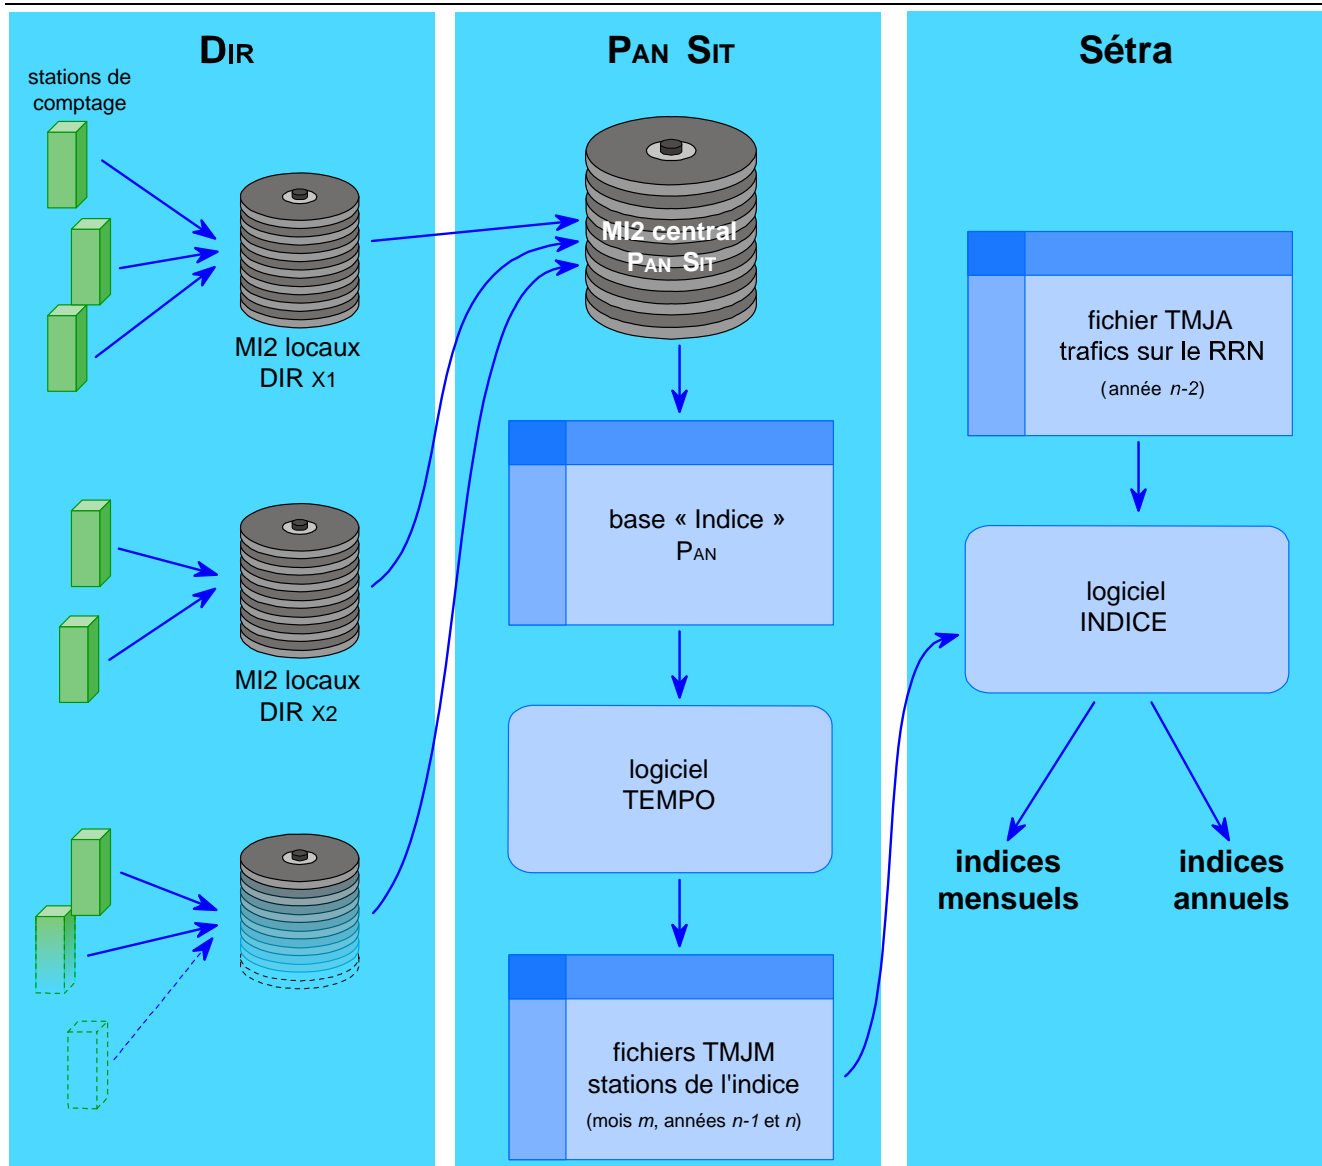 DIR
stations de
comptage
MI2 locaux
DIR X1
MI2 locaux
DIR X2
PAN SIT
MI2 central
PAN SIT
base « Indice »
PAN
logiciel
TEMPO
fichiers TMJM
stations de l'indice
(mois m, années n-1 et n)
Sétra
fichier TMJA
trafics sur le RRN
(année n-2)
logiciel
INDICE
indices
mensuels
indices
annuels